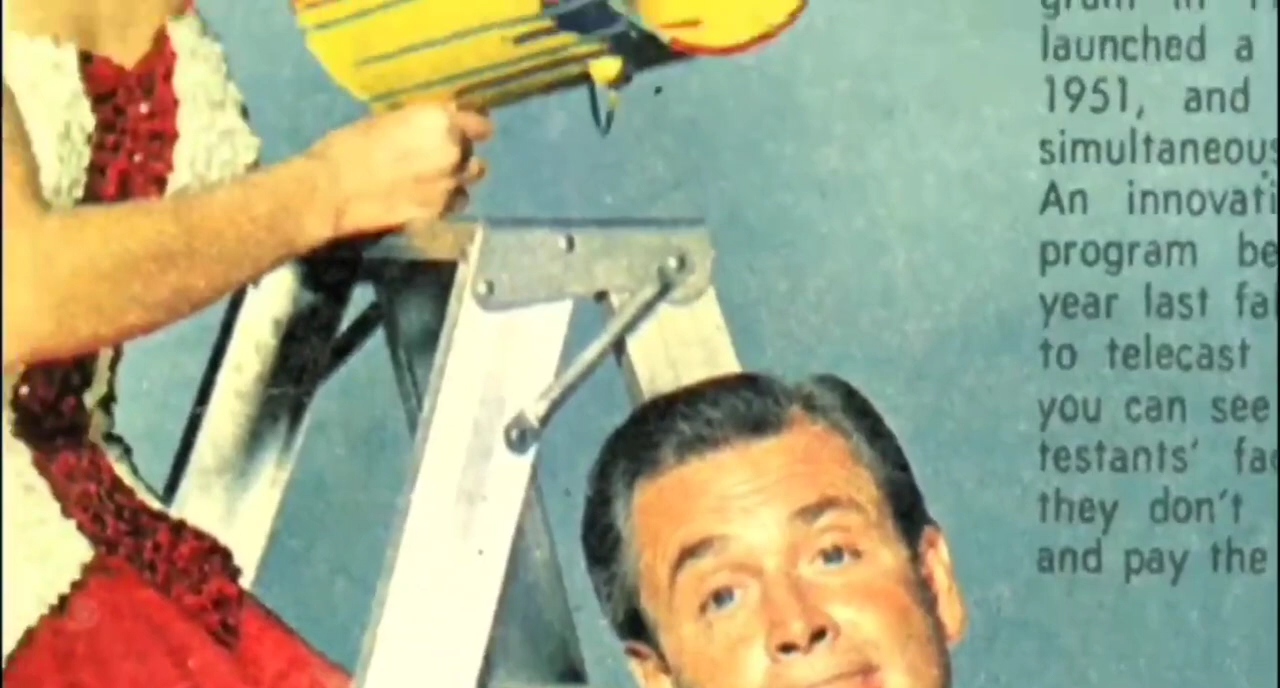 launched a
1951, and
simultaneous
An innovati
program be
year last fa
to telecast
you can see
testants' fac
they don't
and pay the